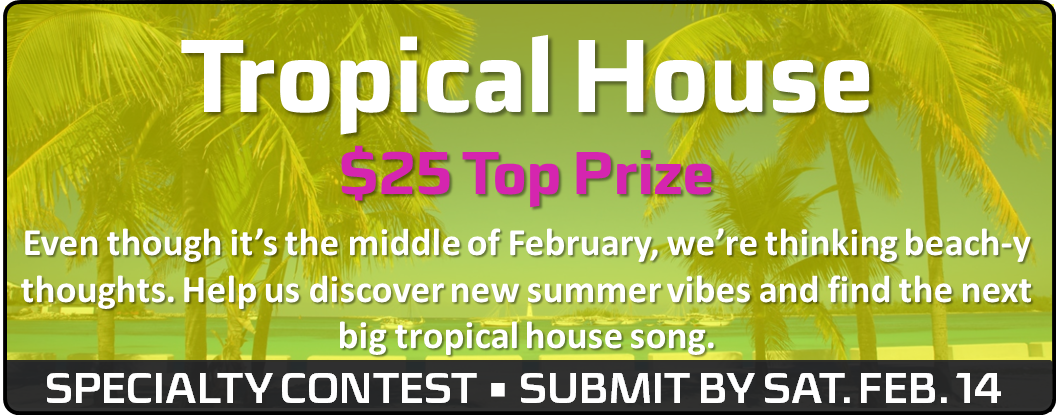 Tropical House
$25 Top Prize
Even though it’s the middle of February, we’re thinking beach-y
thoughts. Help us discover new summer vibes and find the next
big tropical house song.
SPECIALTY CONTEST ▪ SUBMIT BY SAT. FEB. 14